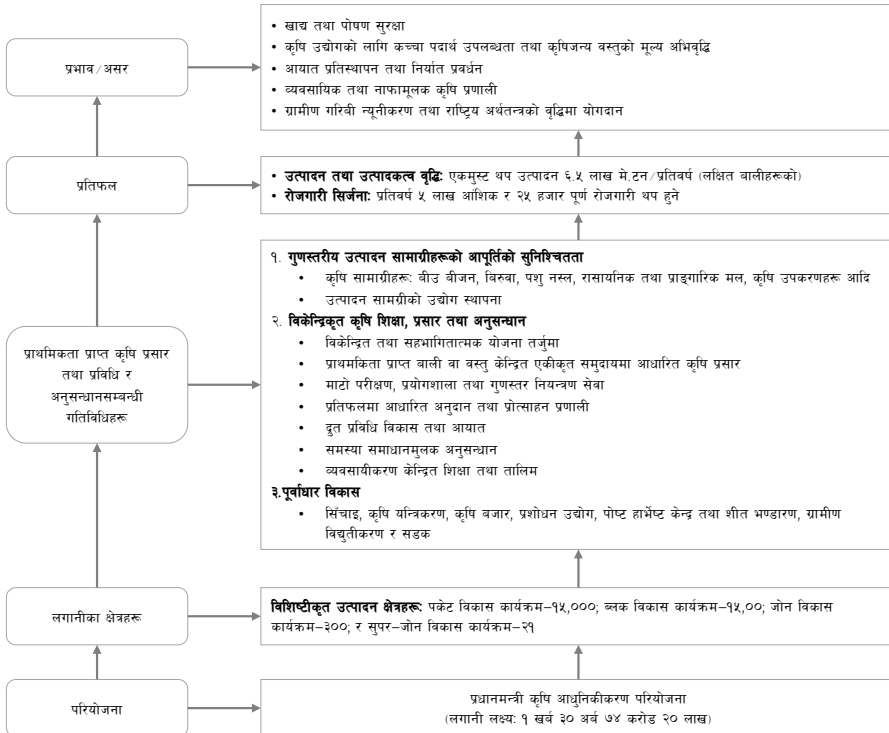 प्रभाव/असर
• खाद्य तथा पोषण सुरक्षा
• कृषि उद्योगको लागि कच्चा पदार्थ उपलब्धता तथा कृषिजन्य वस्तुको मूल्य अभिवृद्धि
• आयात प्रतिस्थापन तथा निर्यात प्रवर्धन
• व्यवसायिक तथा नाफामूलक कृषि प्रणाली
• ग्रामीण गरिबी न्यूनीकरण तथा राष्ट्रिय अर्थतन्त्रको बृद्धिमा योगदान
प्रतिफल
• उत्पादन तथा उत्पादकत्व वृद्धि: एकमुस्ट थप उत्पादन ६.५ लाख मे.टन/प्रतिवर्ष (लक्षित बालीहरूको)
• रोजगारी सिर्जना: प्रतिवर्ष ५ लाख आंशिक र २५ हजार पूर्ण रोजगारी थप हुने
प्राथमिकता प्राप्त कृषि प्रसार
तथा प्रविधि र
अनुसन्धानसम्बन्धी
गतिविधिहरू
१. गुणस्तरीय उत्पादन सामाग्रीहरूको आपूर्तिको सुनिश्चितता
• कृषि सामाग्रीहरू: बीउ बीजन, बिरुवा, पशु नस्ल, रासायनिक तथा प्राङ्गारिक मल, कृषि उपकरणहरू आदि
• उत्पादन सामग्रीको उद्योग स्थापना
२. विकेन्द्रिकृत कृषि शिक्षा, प्रसार तथा अनुसन्धान
• विकेन्द्रित तथा सहभागितात्मक योजना तर्जुमा
• प्राथमकिता प्राप्त बाली वा वस्तु केन्द्रित एकीकृत समुदायमा आधारित कृषि प्रसार
• माटो परीक्षण, प्रयोगशाला तथा गुणस्तर नियन्त्रण सेवा
• प्रतिफलमा आधारित अनुदान तथा प्रोत्साहन प्रणाली
• द्रुत प्रविधि विकास तथा आयात
• समस्या समाधानमुलक अनुसन्धान
• व्यवसायीकरण केन्द्रित शिक्षा तथा तालिम
३.पूर्वाधार विकास
• सिँचाइ, कृषि यन्त्रिकरण, कृषि बजार, प्रशोधन उद्योग, पोष्ट हार्भेष्ट केन्द्र तथा शीत भण्डारण, ग्रामीण
विद्युतीकरण र सडक
लगानीका क्षेत्रहरू
विशिष्टीकृत उत्पादन क्षेत्रहरू: पकेट विकास कार्यक्रम–१५,०००; ब्लक विकास कार्यक्रम–१५,००; जोन विकास
कार्यक्रम–३००; र सुपर–जोन विकास कार्यक्रम–२१
परियोजना
प्रधानमन्त्री कृषि आधुनिकीकरण परियोजना
(लगानी लक्ष्य: १ खर्ब ३० अर्ब ७४ करोड २० लाख)